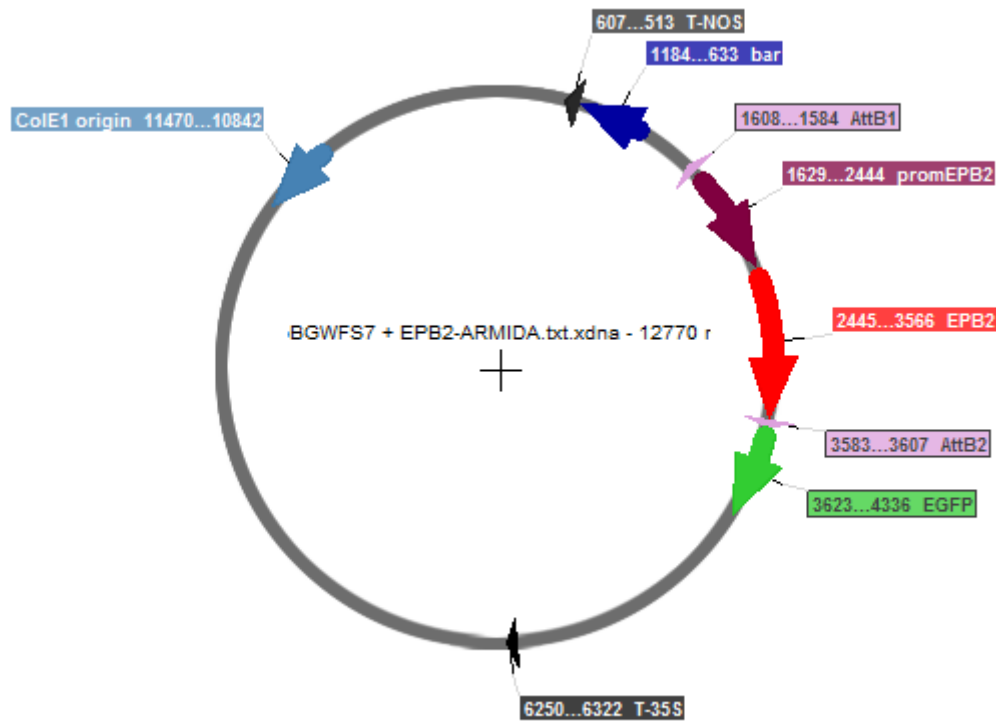 607...513 T-NOS
1184...633 bar
ColE1 origin 11470...10842
1608...1584 AttB1
1629...2444 promEPB2
2445...3566 EPB2
BGWFS7 + EPB2-ARMIDA.txt.xdna - 12770 r
3583...3607 AttB2
3623...4336 EGFP
6250...6322 T-35S